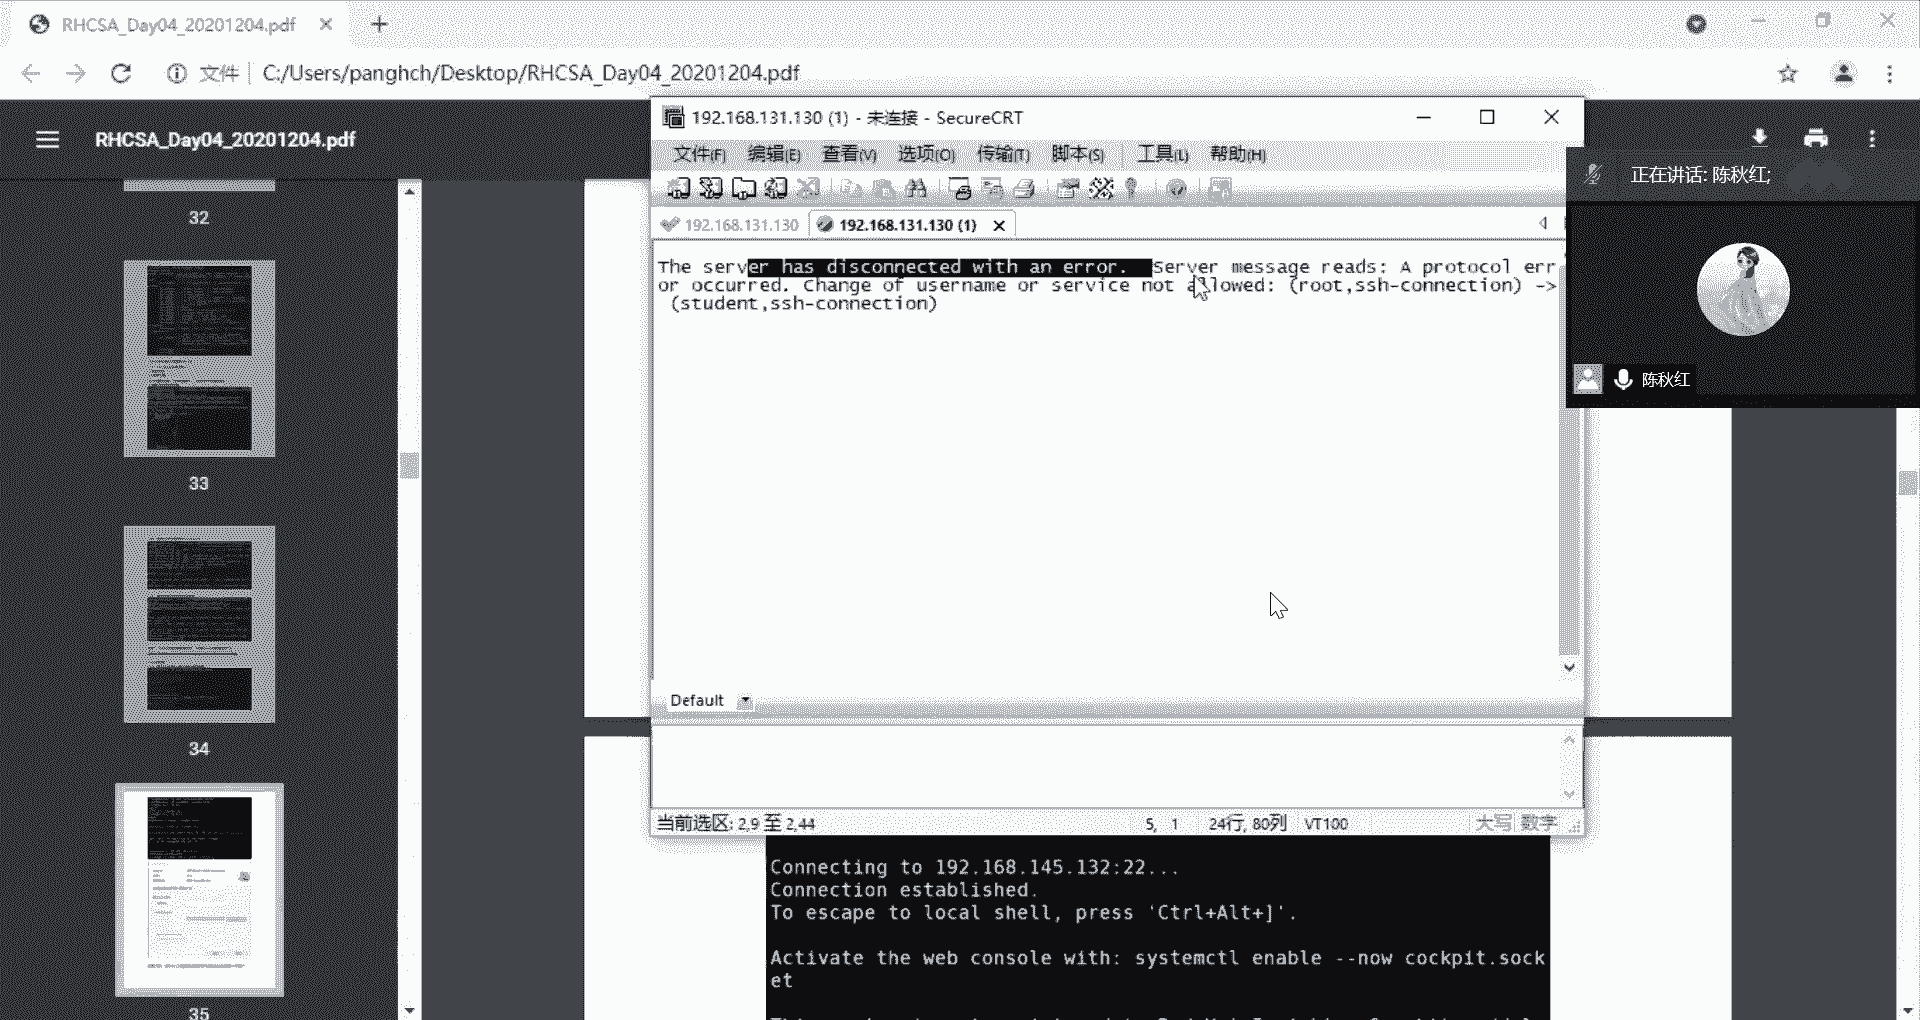 RHCSA_Day04_20201204.pdf
文件 C:/Users/panghch/Desktop/RHCSA_Day04_20201204.pdf
RHCSA_Day04_20201204.pdf
32
33
34
35
192.168.131.130 (1) - 未连接 - SecureCRT
文件(F) 编辑(E) 查看(V) 选项(O) 传输(T) 脚本(S) 工具(L) 帮助(H)
192.168.131.130 192.168.131.130 (1)
The server has disconnected with an error. Server message reads: A protocol err
or occurred. Change of username or service not allowed: (root,ssh-connection) ->
(student,ssh-connection)
Default
当前选区: 2,9 至 2,44 5, 1 24行, 80列 VT100 大写 数字
正在讲话: 陈秋红;
陈秋红
Connecting to 192.168.145.132:22...
Connection established.
To escape to local shell, press 'Ctrl+Alt+]'.
Activate the web console with: systemctl enable --now cockpit.sock
et